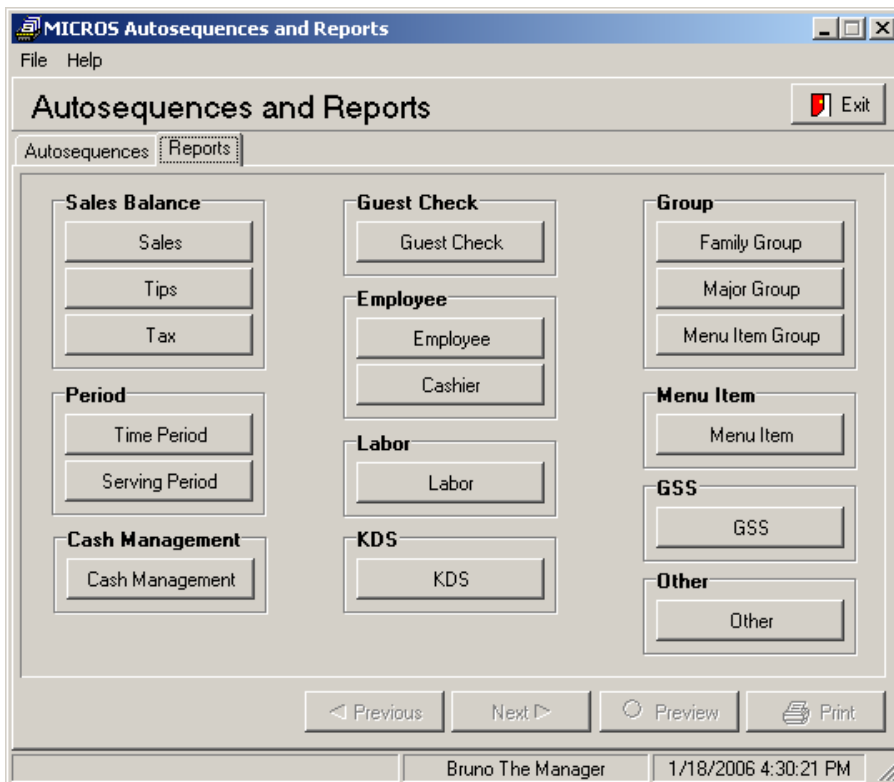 MICROS Autosequences and Reports
File Help
Autosequences and Reports
Exit
Autosequences Reports
Sales Balance
Sales
Tips
Tax
Period
Time Period
Serving Period
Cash Management
Cash Management
Guest Check
Guest Check
Employee
Employee
Cashier
Labor
Labor
KDS
KDS
Group
Family Group
Major Group
Menu Item Group
Menu Item
Menu Item
GSS
GSS
Other
Other
Previous Next Preview Print
Bruno The Manager 1/18/2006 4:30:21 PM